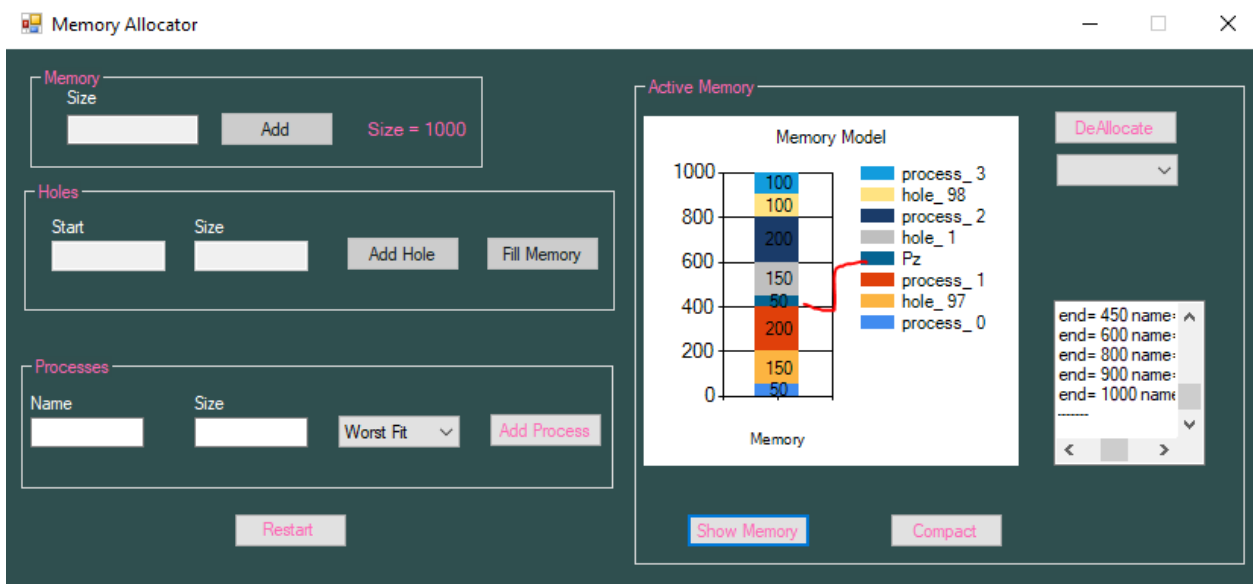 Memory Allocator
Memory
Size
Add
Size = 1000
Holes
Start
Size
Add Hole
Fill Memory
Processes
Name
Size
Worst Fit
Add Process
Restart
Active Memory
Memory Model
1000
800
600
400
200
0
100
100
200
150
50
200
150
50
Memory
process_ 3
hole_ 98
process_ 2
hole_ 1
Pz
process_ 1
hole_ 97
process_ 0
DeAllocate
end= 450 name=
end= 600 name=
end= 800 name=
end= 900 name=
end= 1000 name
-------
Show Memory
Compact